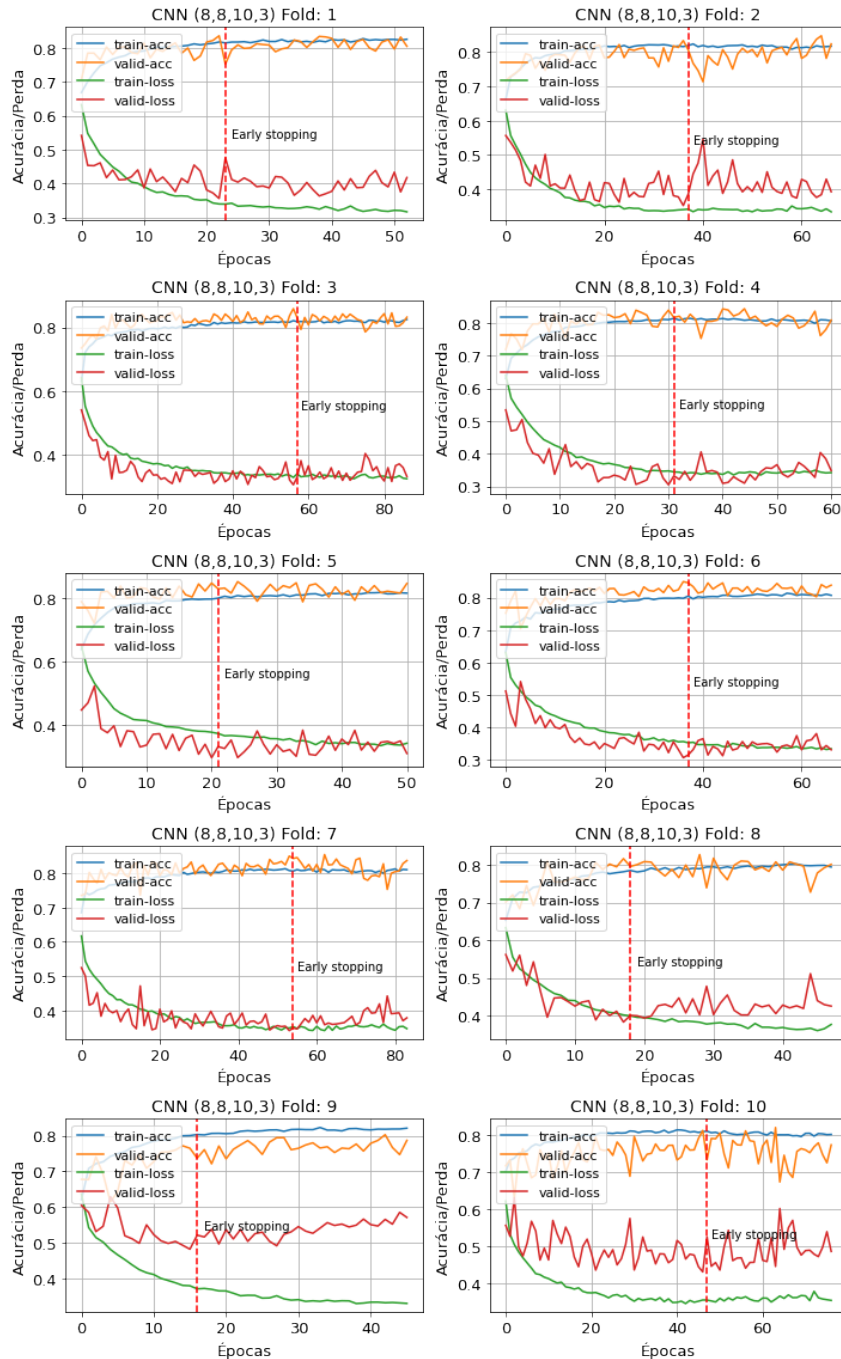 CNN (8,8,10,3) Fold: 1
Acurácia/Perda
0.8
0.7
0.6
0.5
0.4
0.3
train-acc
valid-acc
train-loss
valid-loss
Early stopping
0 10 20 30 40 50
Épocas
CNN (8,8,10,3) Fold: 2
Acurácia/Perda
0.8
0.7
0.6
0.5
0.4
train-acc
valid-acc
train-loss
valid-loss
Early stopping
0 20 40 60
Épocas
CNN (8,8,10,3) Fold: 3
Acurácia/Perda
0.8
0.6
0.4
train-acc
valid-acc
train-loss
valid-loss
Early stopping
0 20 40 60 80
Épocas
CNN (8,8,10,3) Fold: 4
Acurácia/Perda
0.8
0.7
0.6
0.5
0.4
0.3
train-acc
valid-acc
train-loss
valid-loss
Early stopping
0 10 20 30 40 50 60
Épocas
CNN (8,8,10,3) Fold: 5
Acurácia/Perda
0.8
0.6
0.4
train-acc
valid-acc
train-loss
valid-loss
Early stopping
0 10 20 30 40 50
Épocas
CNN (8,8,10,3) Fold: 6
Acurácia/Perda
0.8
0.7
0.6
0.5
0.4
0.3
train-acc
valid-acc
train-loss
valid-loss
Early stopping
0 20 40 60
Épocas
CNN (8,8,10,3) Fold: 7
Acurácia/Perda
0.8
0.7
0.6
0.5
0.4
train-acc
valid-acc
train-loss
valid-loss
Early stopping
0 20 40 60 80
Épocas
CNN (8,8,10,3) Fold: 8
Acurácia/Perda
0.8
0.7
0.6
0.5
0.4
train-acc
valid-acc
train-loss
valid-loss
Early stopping
0 10 20 30 40
Épocas
CNN (8,8,10,3) Fold: 9
Acurácia/Perda
0.8
0.7
0.6
0.5
0.4
train-acc
valid-acc
train-loss
valid-loss
Early stopping
0 10 20 30 40
Épocas
CNN (8,8,10,3) Fold: 10
Acurácia/Perda
0.8
0.7
0.6
0.5
0.4
train-acc
valid-acc
train-loss
valid-loss
Early stopping
0 20 40 60
Épocas